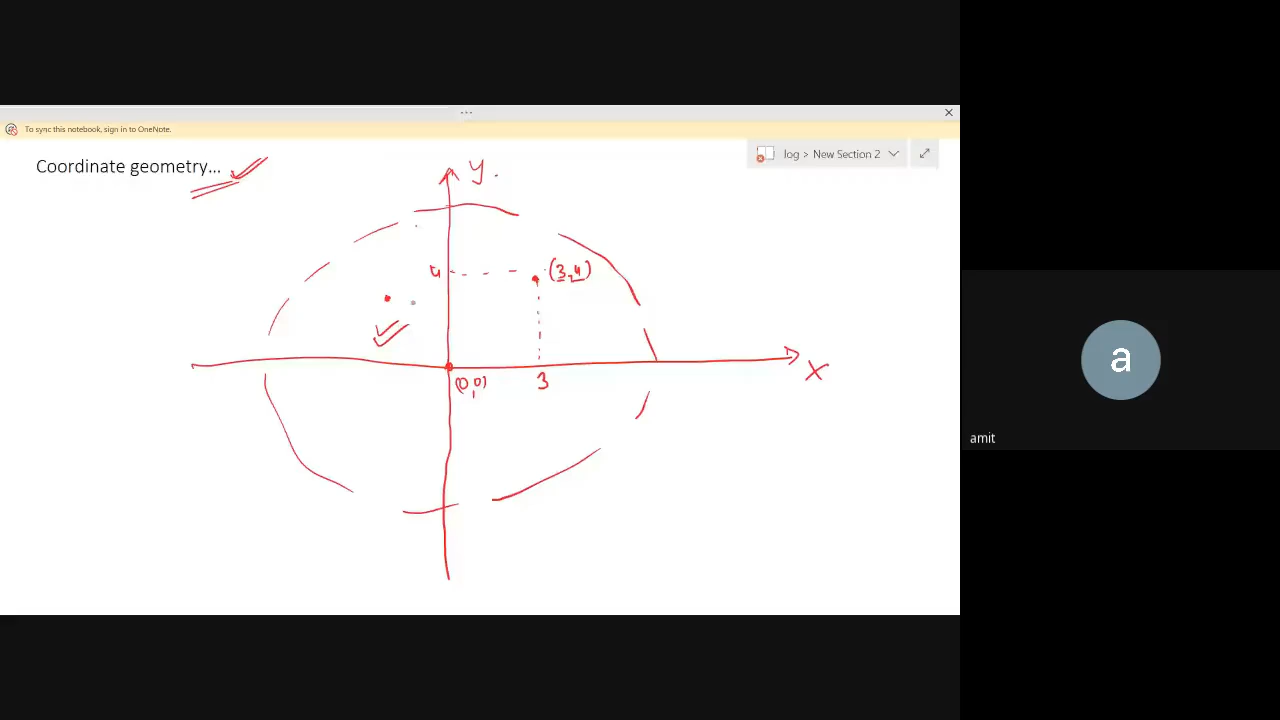 ...
To sync this notebook, sign in to OneNote.
log > New Section 2
Coordinate geometry...
y.
4
(3,4)
(0,0)
3
X
a
amit